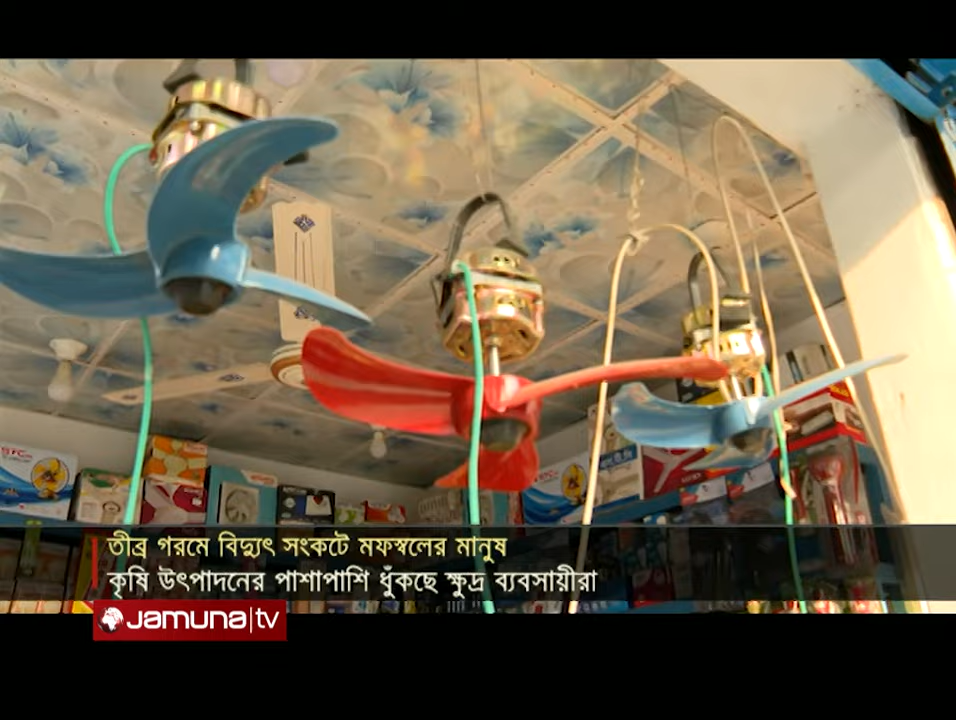 তীব্র গরমে বিদ্যুৎ সংকটে মফস্বলের মানুষ
কৃষি উৎপাদনের পাশাপাশি ধুঁকছে ক্ষুদ্র ব্যবসায়ীরা
Jamuna|tv